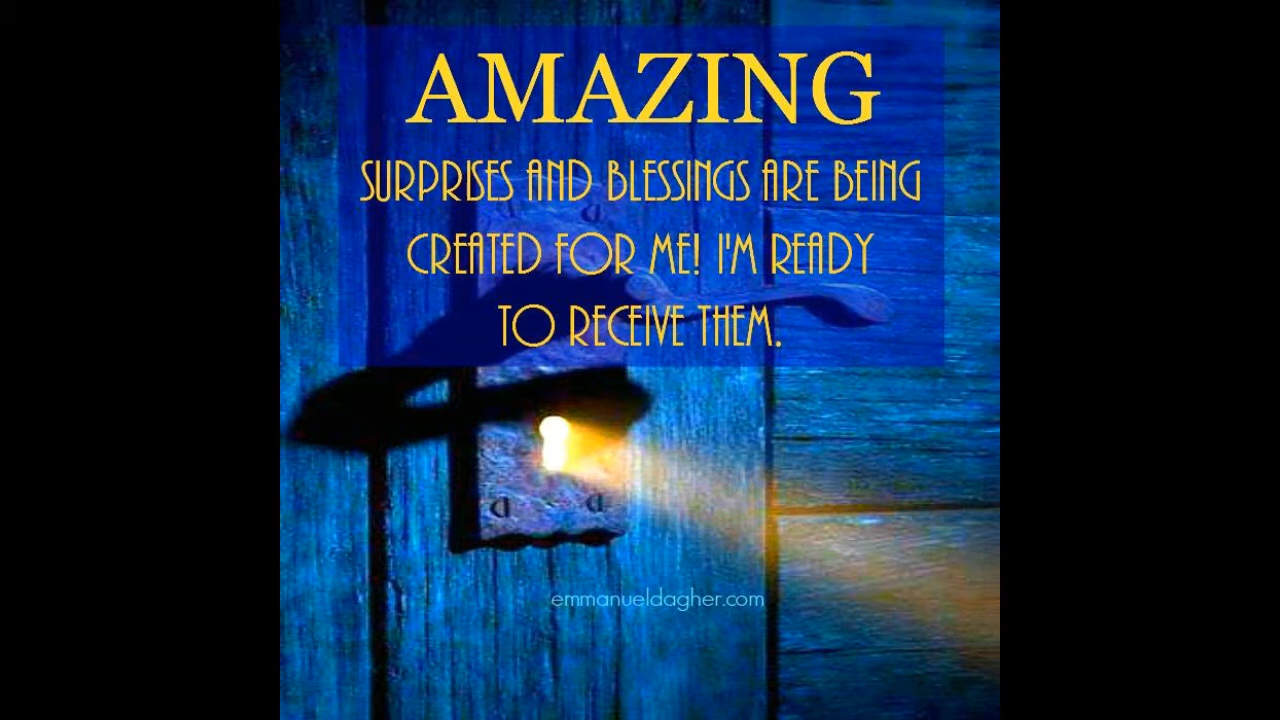 AMAZING
SURPRISES AND BLESSINGS ARE BEING
CREATED FOR ME! I'M READY
TO RECEIVE THEM.
emmanueldagher.com